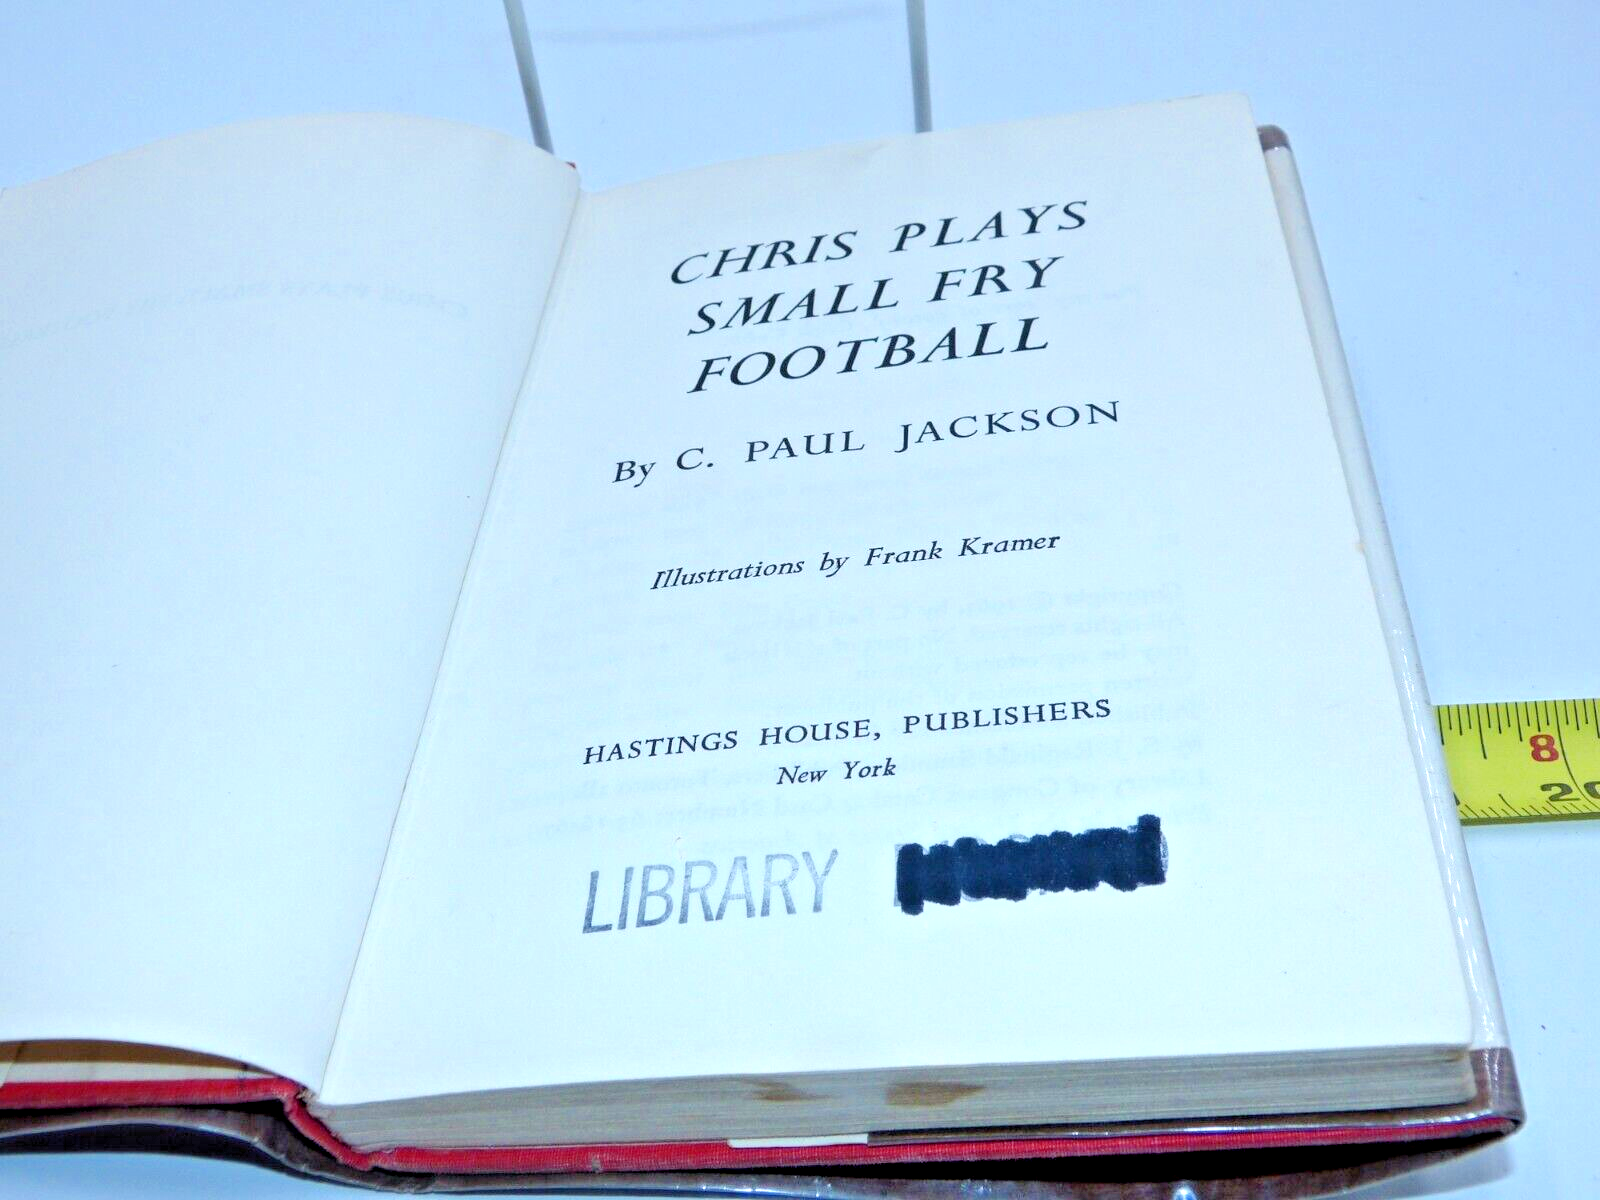 CHRIS PLAYS
SMALL FRY
FOOTBALL
By C. PAUL JACKSON
Illustrations by Frank Kramer
HASTINGS HOUSE, PUBLISHERS
New York
LIBRARY
8
20